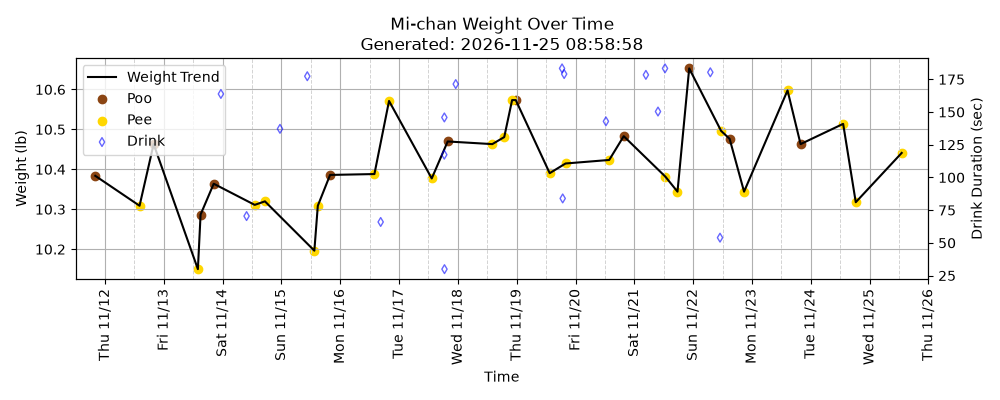 Mi-chan Weight Over Time
Generated: 2026-11-25 08:58:58
Weight Trend
Poo
Pee
Drink
Weight (lb)
10.6
10.5
10.4
10.3
10.2
Drink Duration (sec)
175
150
125
100
75
50
25
Thu 11/12
Fri 11/13
Sat 11/14
Sun 11/15
Mon 11/16
Tue 11/17
Wed 11/18
Thu 11/19
Fri 11/20
Sat 11/21
Sun 11/22
Mon 11/23
Tue 11/24
Wed 11/25
Thu 11/26
Time